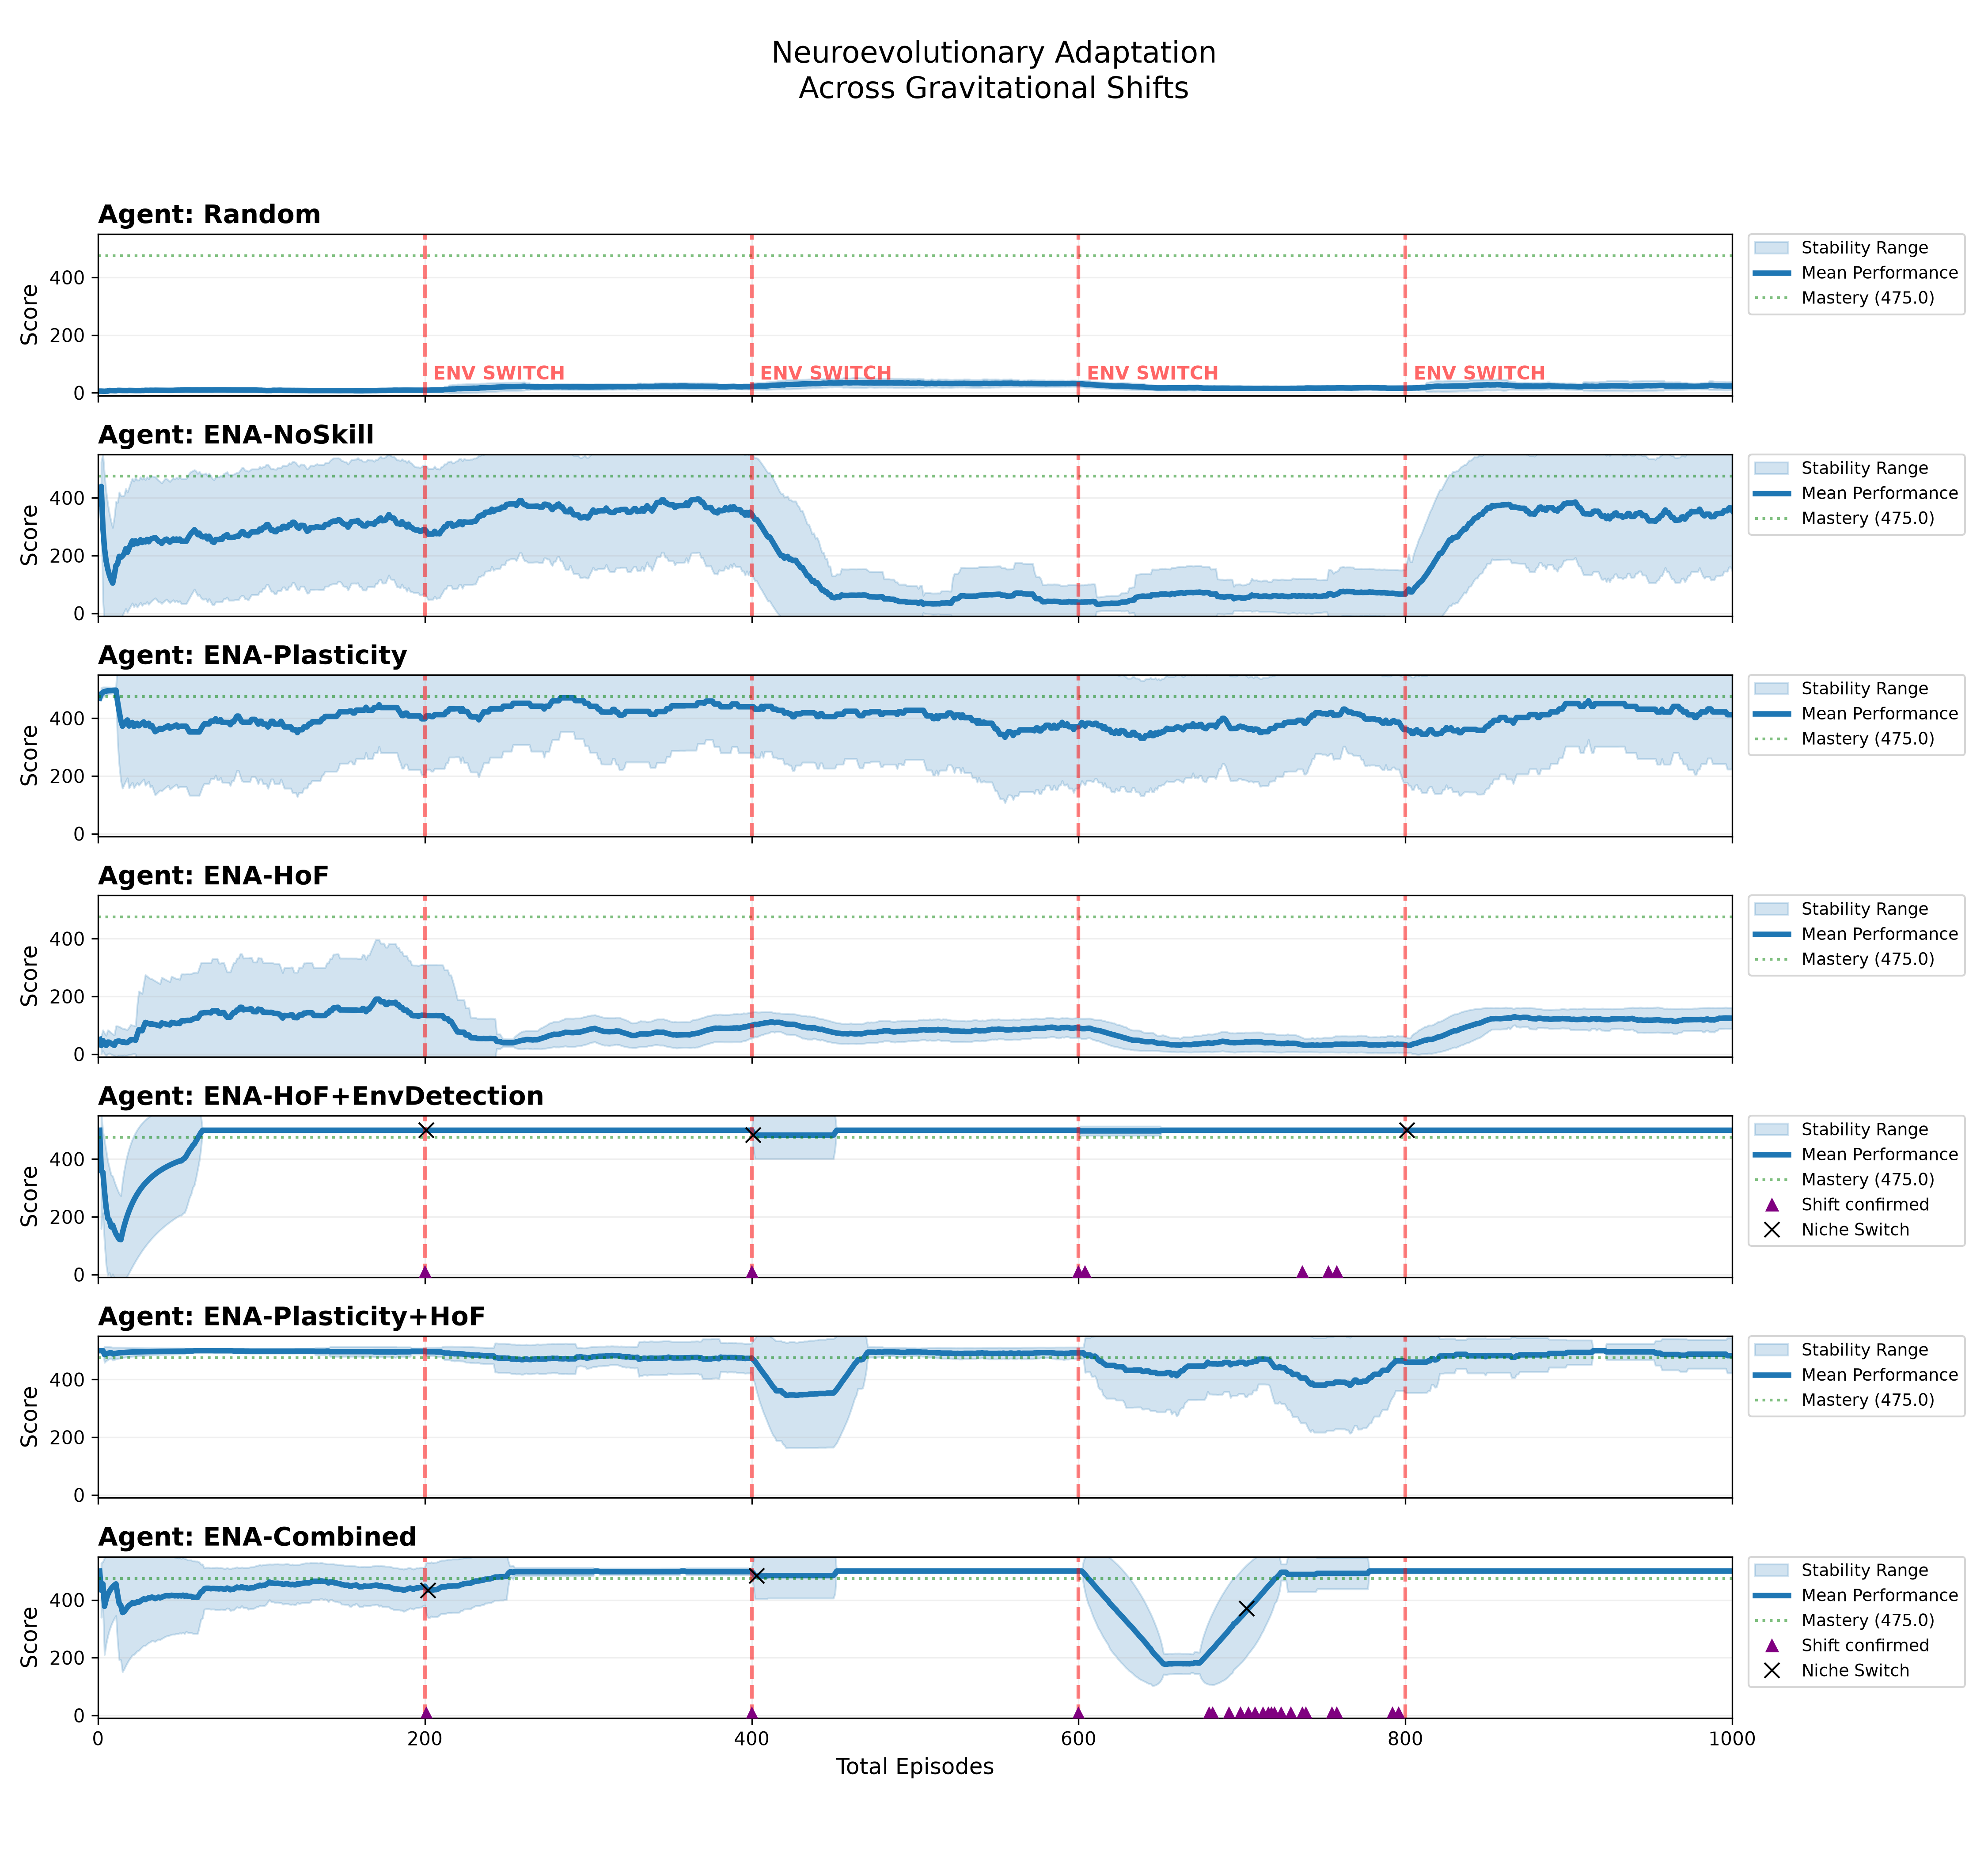 Neuroevolutionary Adaptation
Across Gravitational Shifts
Agent: Random
Score
400
200
0
ENV SWITCH
ENV SWITCH
ENV SWITCH
ENV SWITCH
Stability Range
Mean Performance
Mastery (475.0)
Agent: ENA-NoSkill
Score
400
200
0
Stability Range
Mean Performance
Mastery (475.0)
Agent: ENA-Plasticity
Score
400
200
0
Stability Range
Mean Performance
Mastery (475.0)
Agent: ENA-HoF
Score
400
200
0
Stability Range
Mean Performance
Mastery (475.0)
Agent: ENA-HoF+EnvDetection
Score
400
200
0
Stability Range
Mean Performance
Mastery (475.0)
Shift confirmed
Niche Switch
Agent: ENA-Plasticity+HoF
Score
400
200
0
Stability Range
Mean Performance
Mastery (475.0)
Agent: ENA-Combined
Score
400
200
0
Stability Range
Mean Performance
Mastery (475.0)
Shift confirmed
Niche Switch
0
200
400
600
800
1000
Total Episodes